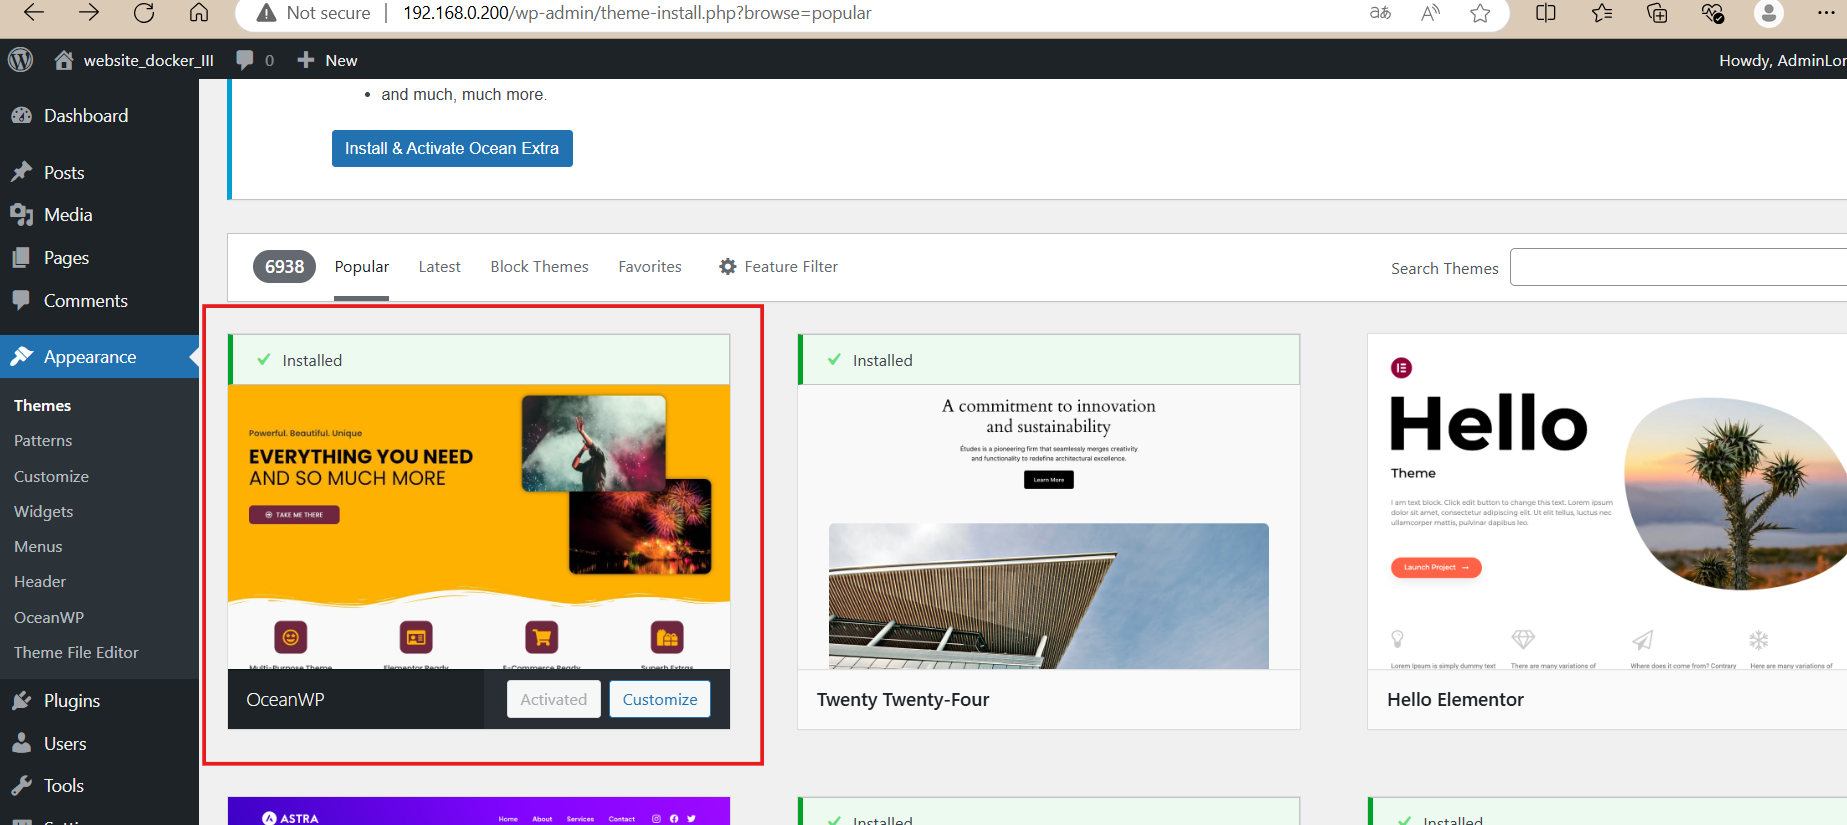 Not secure
192.168.0.200/wp-admin/theme-install.php?browse=popular
website_docker_III
0
New
Howdy, AdminLor
Dashboard
Posts
Media
Pages
Comments
Appearance
Themes
Patterns
Customize
Widgets
Menus
Header
OceanWP
Theme File Editor
Plugins
Users
Tools
• and much, much more.
Install & Activate Ocean Extra
6938 Popular Latest Block Themes Favorites Feature Filter
Search Themes
Installed
Powerful. Beautiful. Unique
EVERYTHING YOU NEED
AND SO MUCH MORE
TAKE ME THERE
Multi-Purpose Theme
Elementor Ready
E-Commerce Ready
Superb Extras
OceanWP
Activated
Customize
Installed
A commitment to innovation
and sustainability
Études is a pioneering firm that seamlessly merges creativity
and functionality to redefine architectural excellence.
Learn More
Twenty Twenty-Four
Hello
Theme
I am text block. Click edit button to change this text. Lorem ipsum
dolor sit amet, consectetur adipiscing elit. Ut elit tellus, luctus nec
ullamcorper mattis, pulvinar dapibus leo.
Launch Project →
Lorem Ipsum is simply dummy text
There are many variations of
Where does it come from? Contrary
Here are many variations of
Hello Elementor
ASTRA
Home About Services Contact
Installed
Installed